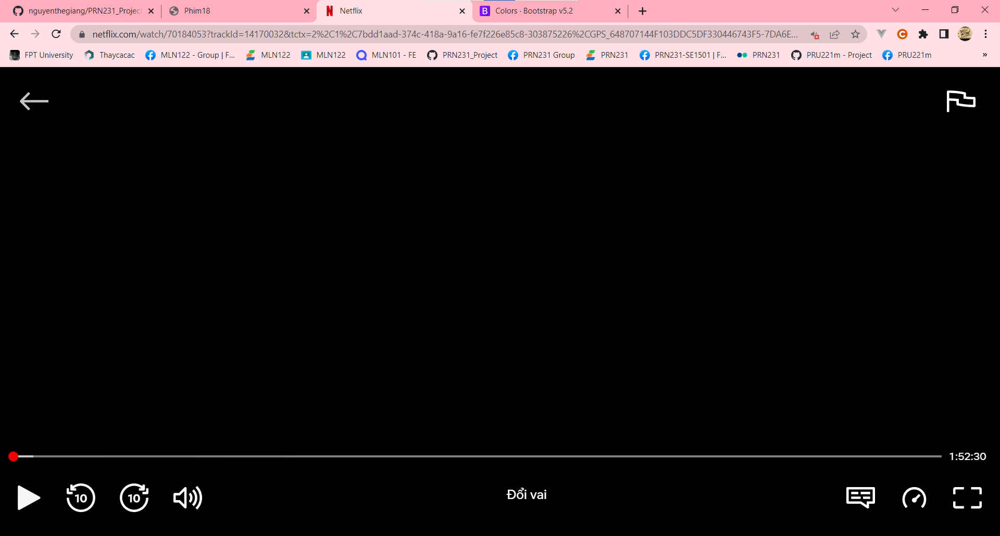 nguyenthegiang/PRN231_Project
Phim18
Netflix
Colors · Bootstrap v5.2
netflix.com/watch/70184053?trackId=14170032&tctx=2%2C1%2C7bdd1aad-374c-418a-9a16-fe7f226e85c8-303875226%2CGPS_648707144F103DDC5DF330446743F5-7DA6E...
FPT University
Thaycacac
MLN122 - Group | F...
MLN122
MLN122
MLN101 - FE
PRN231_Project
PRN231 Group
PRN231
PRN231-SE1501 | F...
PRN231
PRU221m - Project
PRU221m
»
1:52:30
10
10
Đổi vai